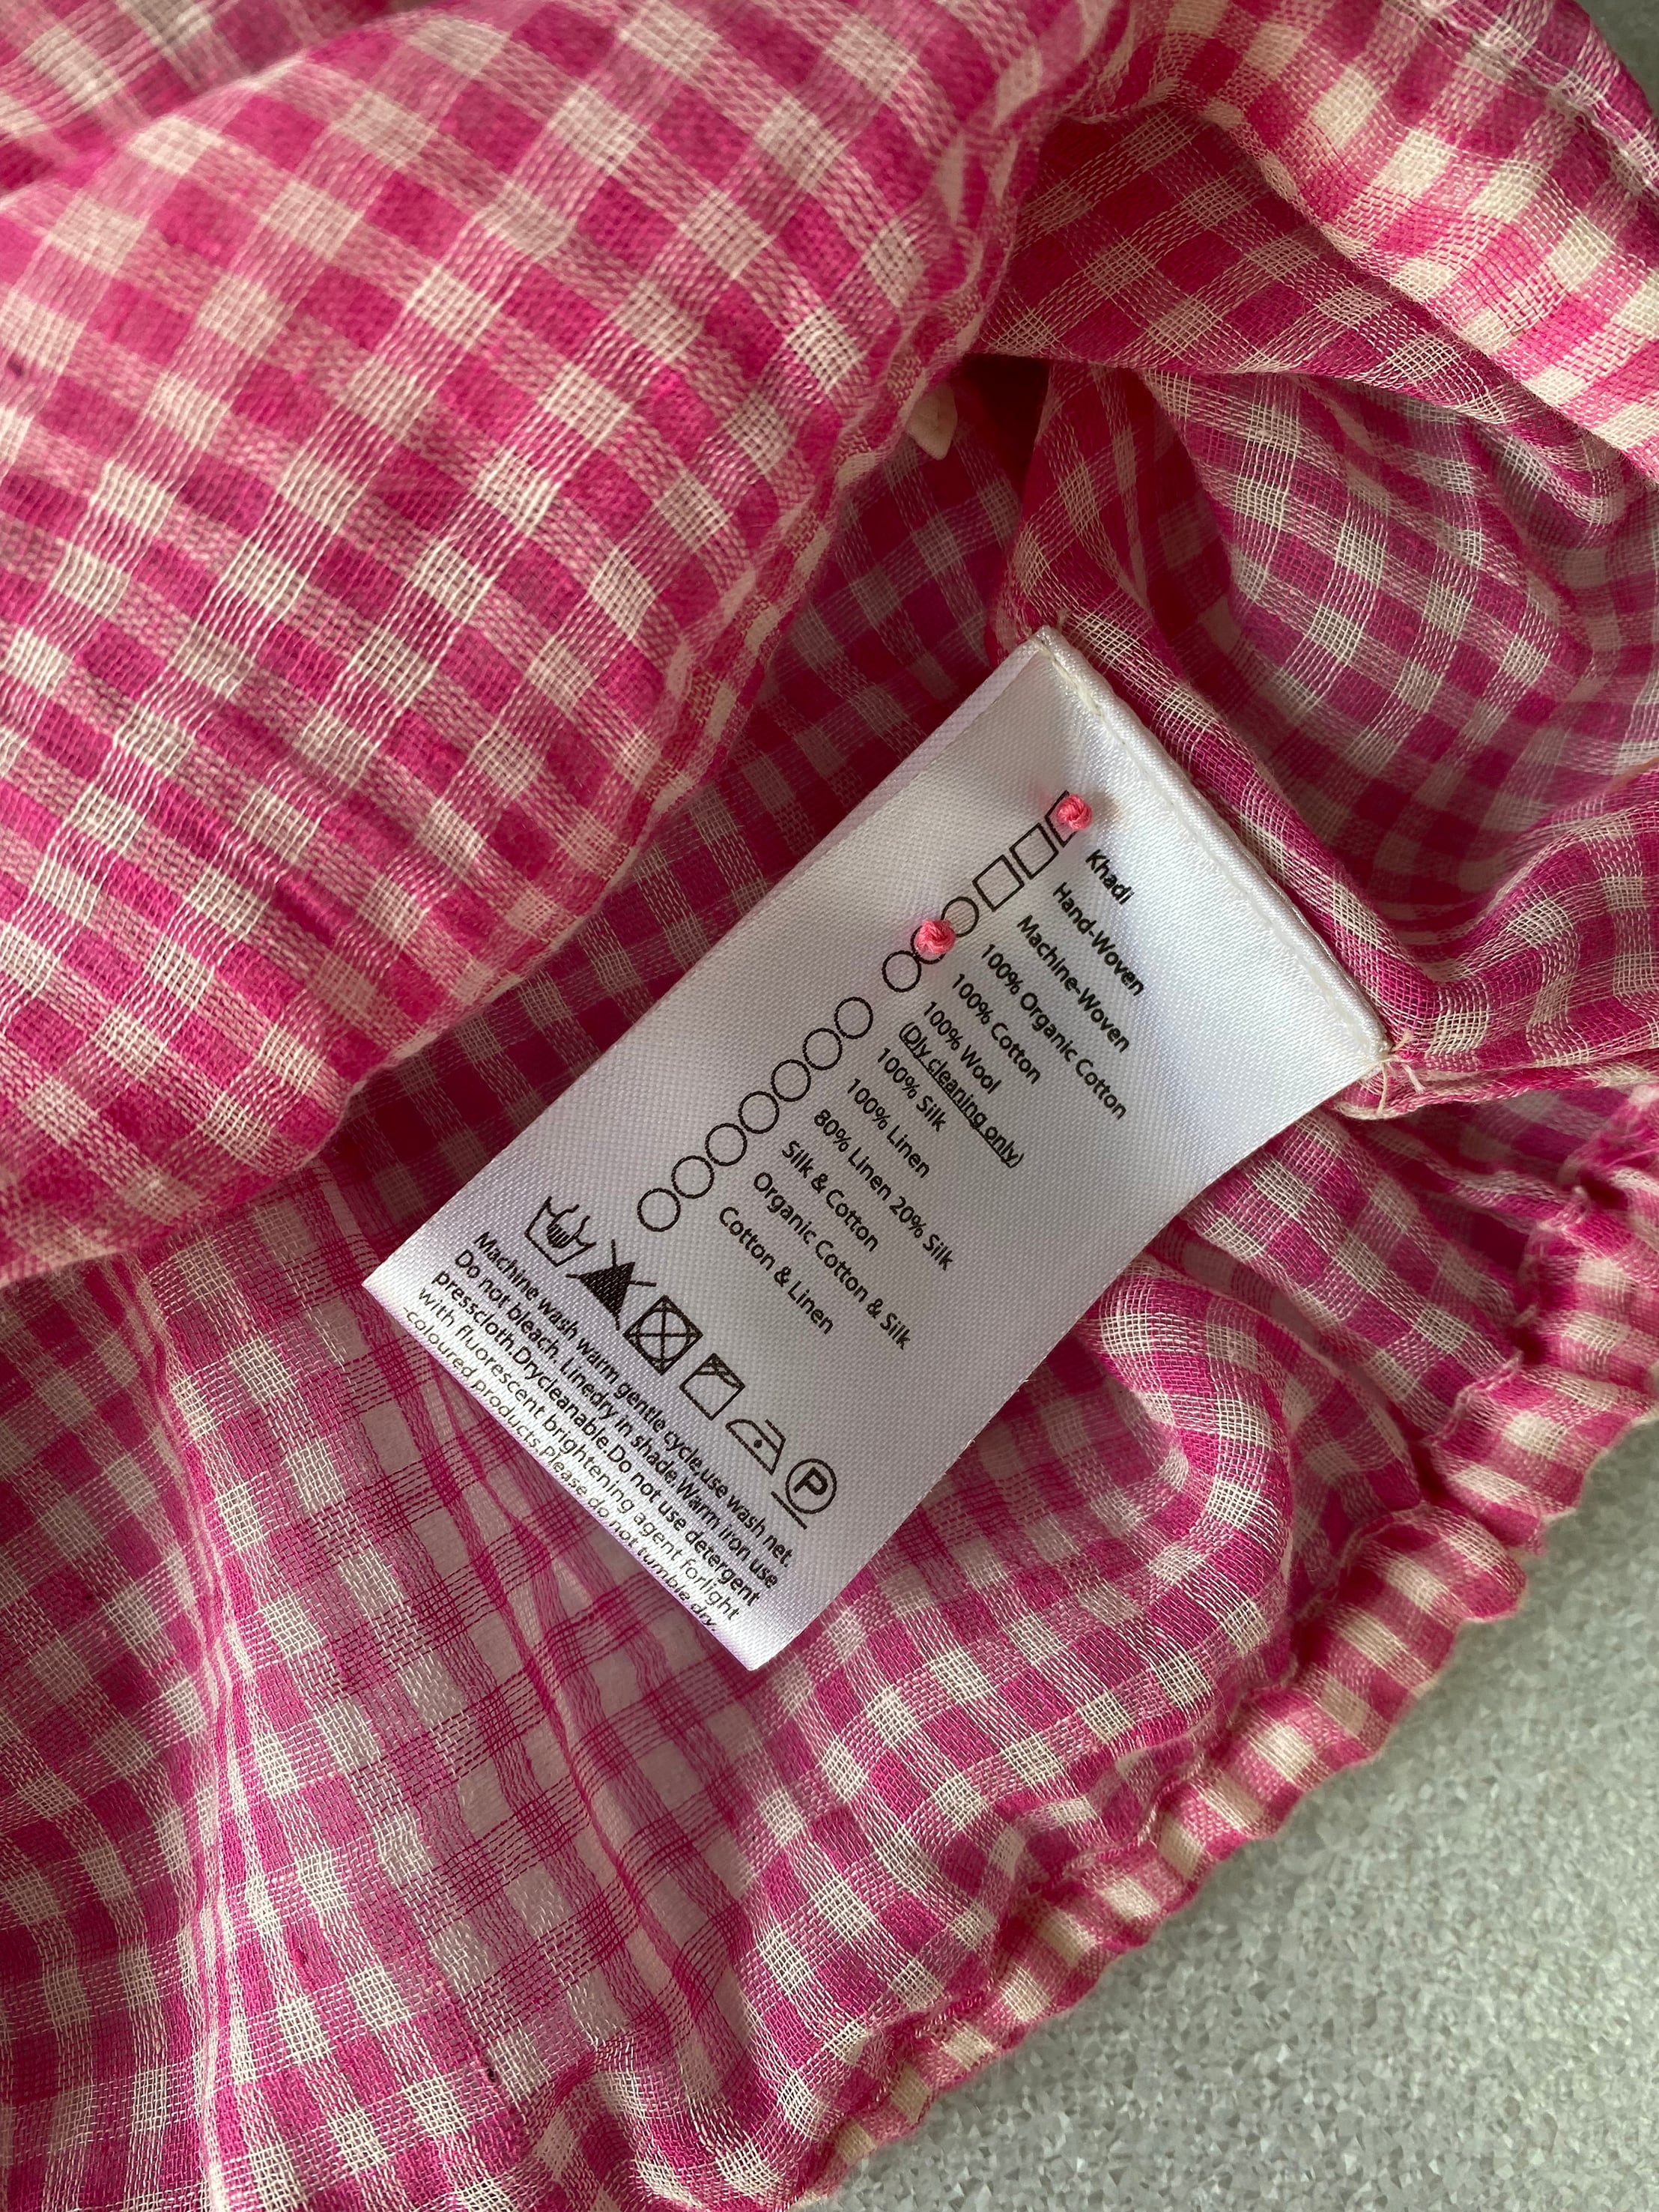 Khadi
Hand-Woven
Machine-Woven
100% Organic Cotton
100% Cotton
100% Wool
(Dly cleaning only)
100% Silk
100% Linen
80% Linen 20% Silk
Silk & Cotton
Organic Cotton & Silk
Cotton & Linen
P
Machine wash warm gentle cycle,use wash net.
Do not bleach. Linedry in shade.Warm iron use
presscloth.Drycleanable.Do not use detergent
with fluorescent brightening agent forlight
-coloured products.Please do not tumble dry.